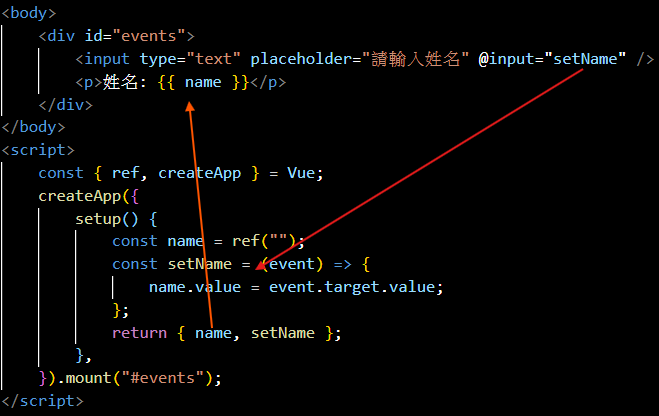 <body>
<div id="events">
<input type="text" placeholder="請輸入姓名" @input="setName" />
<p>姓名: {{ name }}</p>
</div>
</body>
<script>
const { ref, createApp } = Vue;
createApp({
setup() {
const name = ref("");
const setName = (event) => {
name.value = event.target.value;
};
return { name, setName };
},
}).mount("#events");
</script>